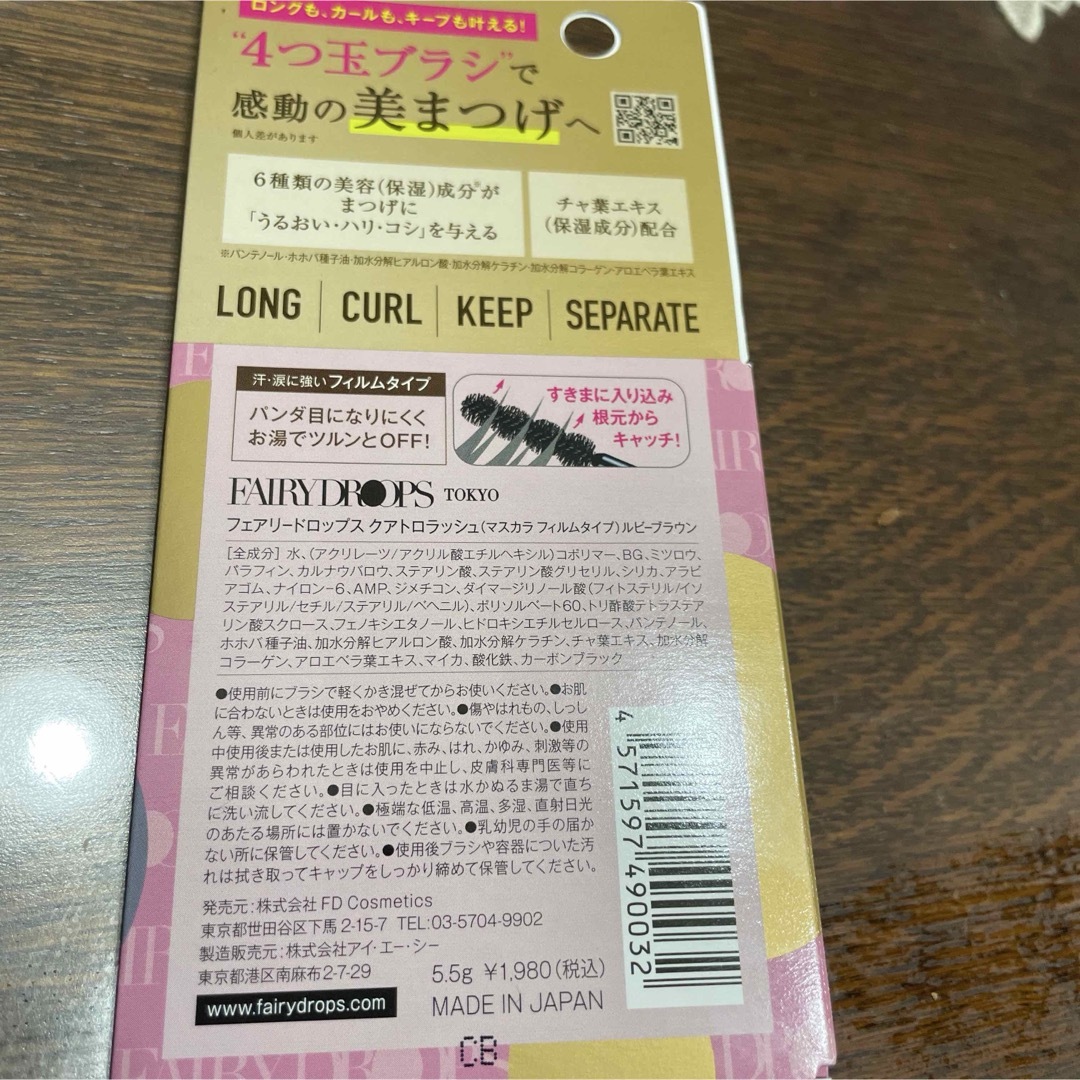 ロングも、カールも、キープも叶える!
“4つ玉ブラシ”で
感動の美まつげへ
個人差があります
6種類の美容(保湿)成分※が
まつげに
「うるおい・ハリ・コシ」を与える
チャ葉エキス
(保湿成分)配合
※パンテノール・ホホバ種子油・加水分解ヒアルロン酸・加水分解ケラチン・加水分解コラーゲン・アロエベラ葉エキス
LONG CURL KEEP SEPARATE
汗・涙に強いフィルムタイプ
パンダ目になりにくく
お湯でツルンとOFF!
すきまに入り込み
根元から
キャッチ!
FAIRYDROPS TOKYO
フェアリードロップス クアトロラッシュ(マスカラ フィルムタイプ)ルビーブラウン
[全成分]水、(アクリレーツ/アクリル酸エチルヘキシル)コポリマー、BG、ミツロウ、
パラフィン、カルナウバロウ、ステアリン酸、ステアリン酸グリセリル、シリカ、アラビ
アゴム、ナイロン-6、AMP、ジメチコン、ダイマージリノール酸(フィトステリル/イソ
ステアリル/セチル/ステアリル/ベヘニル)、ポリソルベート60、トリ酢酸テトラステア
リン酸スクロース、フェノキシエタノール、ヒドロキシエチルセルロース、パンテノール、
ホホバ種子油、加水分解ヒアルロン酸、加水分解ケラチン、チャ葉エキス、加水分解
コラーゲン、アロエベラ葉エキス、マイカ、酸化鉄、カーボンブラック
●使用前にブラシで軽くかき混ぜてからお使いください。●お肌
に合わないときは使用をおやめください。●傷やはれもの、しっし
ん等、異常のある部位にはお使いにならないでください。●使用
中使用後または使用したお肌に、赤み、はれ、かゆみ、刺激等の
異常があらわれたときは使用を中止し、皮膚科専門医等に
ご相談ください。●目に入ったときは水かぬるま湯で直ち
に洗い流してください。●極端な低温、高温、多湿、直射日光
のあたる場所には置かないでください。●乳幼児の手の届か
ない所に保管してください。●使用後ブラシや容器についた汚
れは拭き取ってキャップをしっかり締めて保管してください。
発売元:株式会社 FD Cosmetics
東京都世田谷区下馬 2-15-7 TEL:03-5704-9902
製造販売元:株式会社アイ・エー・シー
東京都港区南麻布2-7-29
5.5g ¥1,980(税込)
www.fairydrops.com
MADE IN JAPAN
4 571597 490032
CB